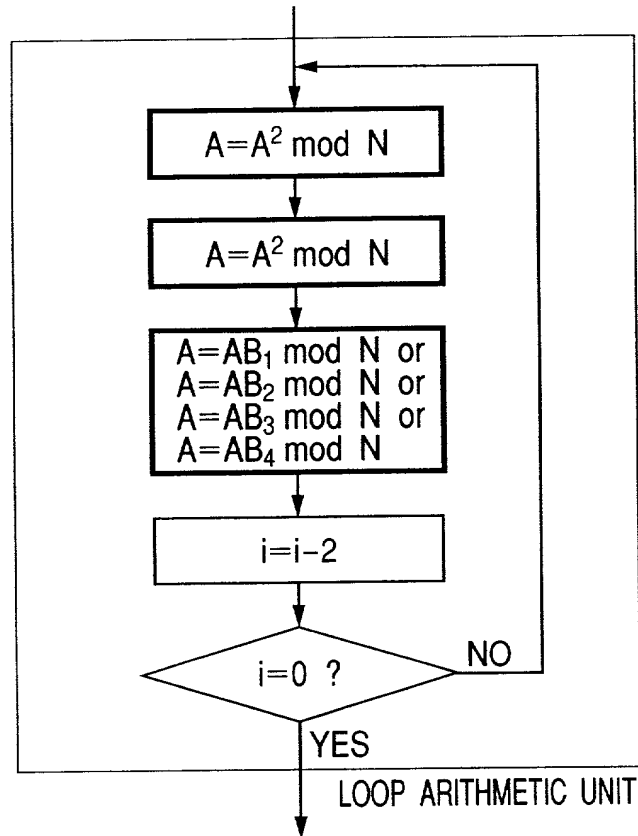 A=A² mod N
A=A² mod N
A=AB₁ mod N or
A=AB₂ mod N or
A=AB₃ mod N or
A=AB₄ mod N
i=i−2
i=0 ?
NO
YES
LOOP ARITHMETIC UNIT